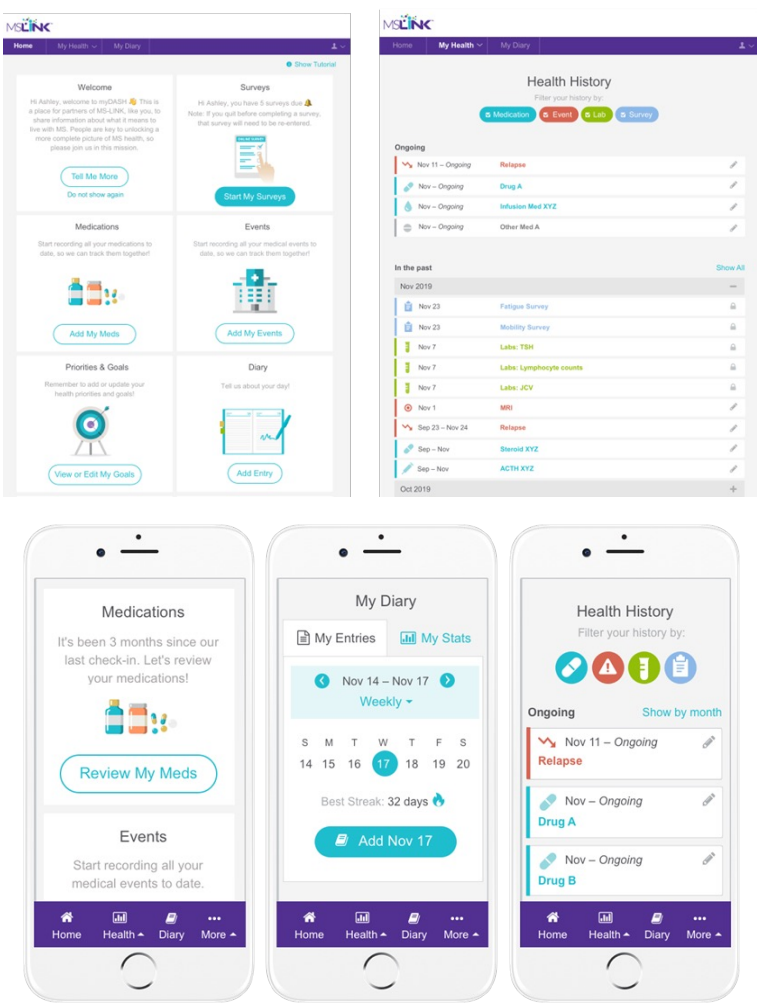 MSLINK
Home My Health My Diary
Show Tutorial
Welcome
Hi Ashley, welcome to myDASH 👋 This is
a place for partners of MS-LINK, like you, to
share information about what it means to
live with MS. People are key to unlocking a
more complete picture of MS health, so
please join us in this mission.
Tell Me More
Do not show again
Surveys
Hi Ashley, you have 5 surveys due 🔔
Note: If you quit before completing a survey,
that survey will need to be re-entered.
ONLINE SURVEY
Start My Surveys
Medications
Start recording all your medications to
date, so we can track them together!
Add My Meds
Events
Start recording all your medical events to
date, so we can track them together!
Add My Events
Priorities & Goals
Remember to add or update your
health priorities and goals!
View or Edit My Goals
Diary
Tell us about your day!
Add Entry
MSLINK
Home My Health My Diary
Health History
Filter your history by:
Medication Event Lab Survey
Ongoing
Nov 11 – Ongoing Relapse
Nov – Ongoing Drug A
Nov – Ongoing Infusion Med XYZ
Nov – Ongoing Other Med A
In the past Show All
Nov 2019
Nov 23 Fatigue Survey
Nov 23 Mobility Survey
Nov 7 Labs: TSH
Nov 7 Labs: Lymphocyte counts
Nov 7 Labs: JCV
Nov 1 MRI
Sep 23 – Nov 24 Relapse
Sep – Nov Steroid XYZ
Sep – Nov ACTH XYZ
Oct 2019
Medications
It's been 3 months since our
last check-in. Let's review
your medications!
Review My Meds
Events
Start recording all your
medical events to date.
Home Health Diary More
My Diary
My Entries My Stats
Nov 14 – Nov 17
Weekly
S M T W T F S
14 15 16 17 18 19 20
Best Streak: 32 days 🔥
Add Nov 17
Home Health Diary More
Health History
Filter your history by:
Ongoing Show by month
Nov 11 – Ongoing
Relapse
Nov – Ongoing
Drug A
Nov – Ongoing
Drug B
Home Health Diary More